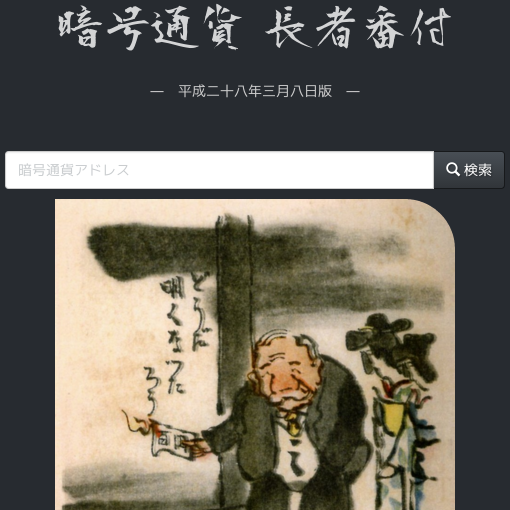 暗号通貨 長者番付
― 平成二十八年三月八日版 ―
暗号通貨アドレス
検索
どうだ
明くなつた
ろう